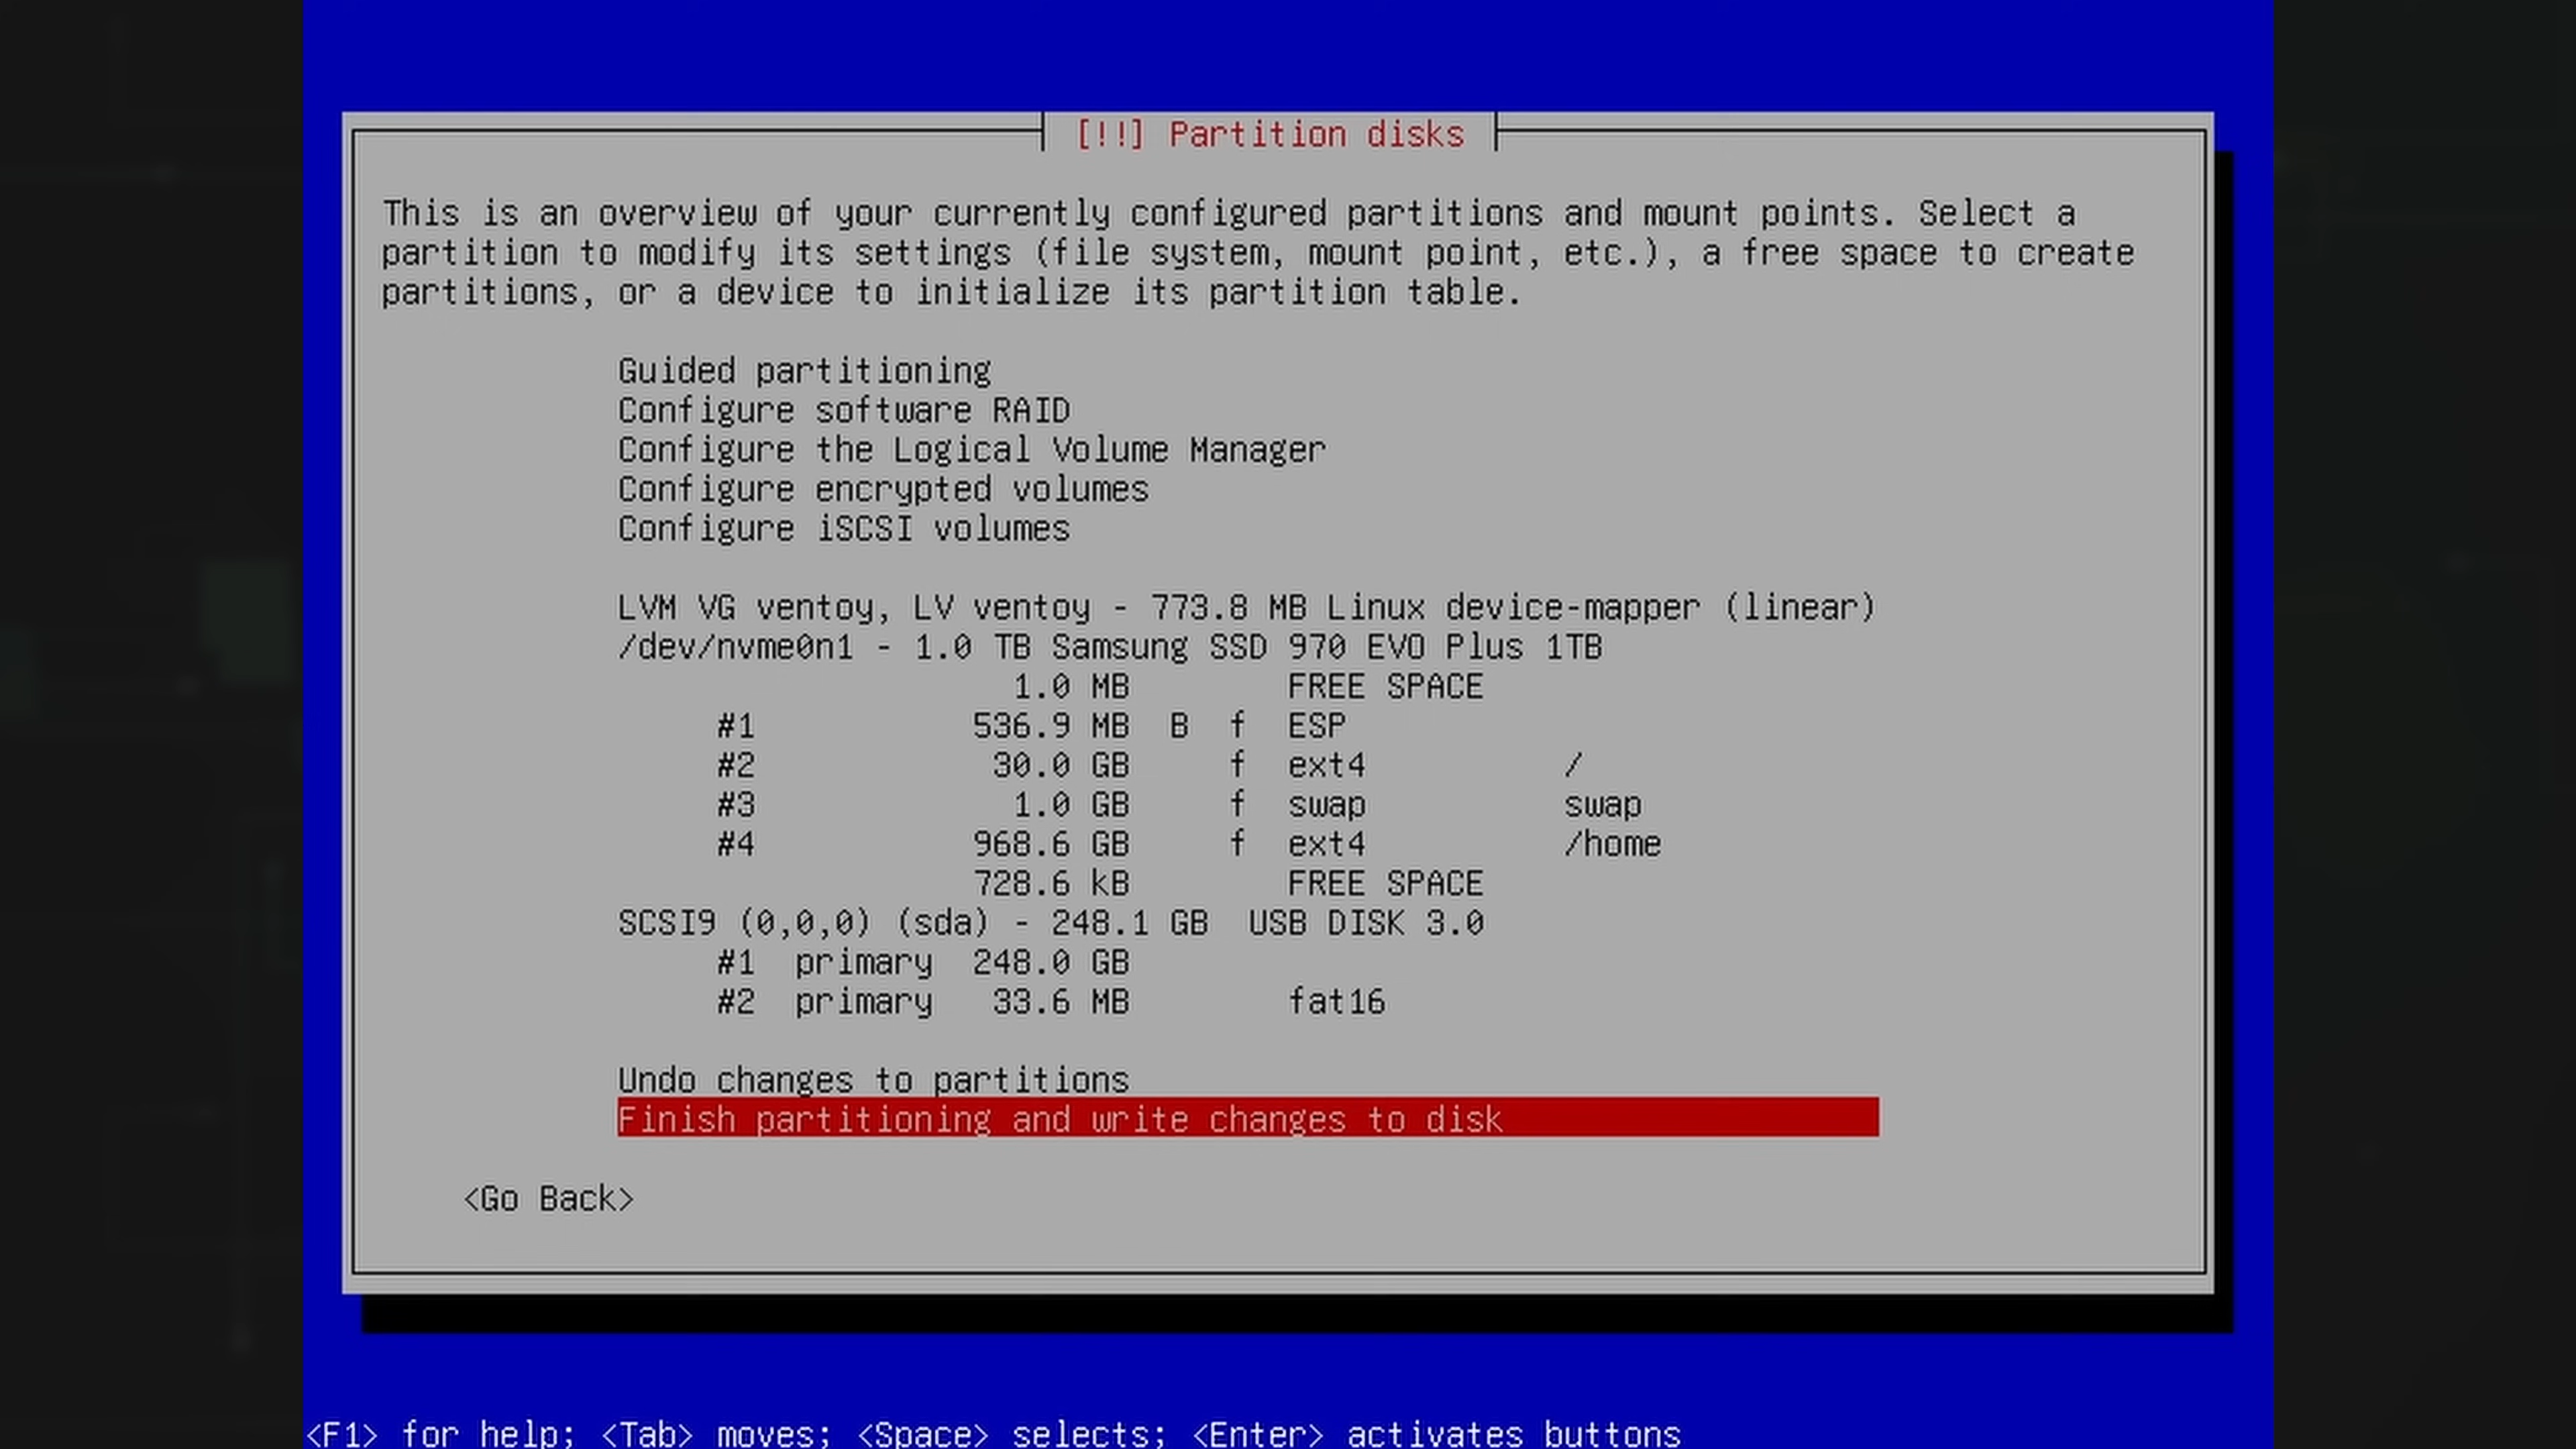 [!!] Partition disks
This is an overview of your currently configured partitions and mount points. Select a
partition to modify its settings (file system, mount point, etc.), a free space to create
partitions, or a device to initialize its partition table.
Guided partitioning
Configure software RAID
Configure the Logical Volume Manager
Configure encrypted volumes
Configure iSCSI volumes
LVM VG ventoy, LV ventoy - 773.8 MB Linux device-mapper (linear)
/dev/nvme0n1 - 1.0 TB Samsung SSD 970 EVO Plus 1TB
1.0 MB FREE SPACE
#1 536.9 MB B f ESP
#2 30.0 GB f ext4 /
#3 1.0 GB f swap swap
#4 968.6 GB f ext4 /home
728.6 kB FREE SPACE
SCSI9 (0,0,0) (sda) - 248.1 GB USB DISK 3.0
#1 primary 248.0 GB
#2 primary 33.6 MB fat16
Undo changes to partitions
Finish partitioning and write changes to disk
<Go Back>
<F1> for help; <Tab> moves; <Space> selects; <Enter> activates buttons